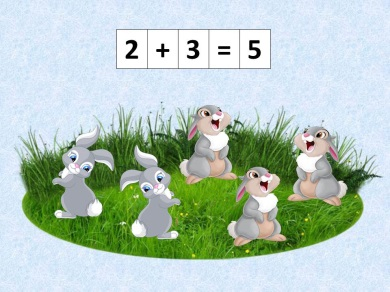 2 + 3 = 5